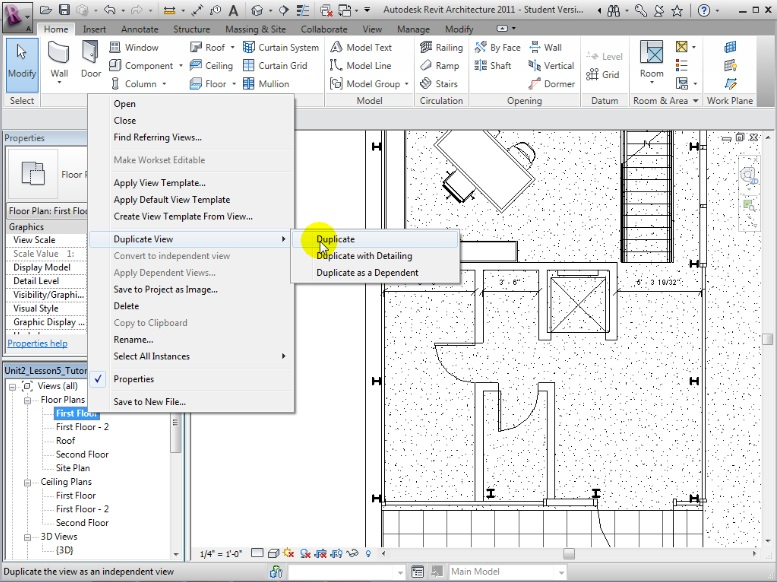 Autodesk Revit Architecture 2011 - Student Versi...
Home Insert Annotate Structure Massing & Site Collaborate View Manage Modify
Modify
Wall
Door
Window
Component
Column
Roof
Ceiling
Floor
Curtain System
Curtain Grid
Mullion
Model Text
Model Line
Model Group
Railing
Ramp
Stairs
By Face
Shaft
Wall
Vertical
Dormer
Level
Grid
Room
Select
Model
Circulation
Opening
Datum
Room & Area
Work Plane
Properties
Floor P
Floor Plan: First Floo
Graphics
View Scale
Scale Value 1:
Display Model
Detail Level
Visibility/Graphi...
Visual Style
Graphic Display ...
Properties help
Open
Close
Find Referring Views...
Make Workset Editable
Apply View Template...
Apply Default View Template
Create View Template From View...
Duplicate View
Convert to independent view
Apply Dependent Views...
Save to Project as Image...
Delete
Copy to Clipboard
Rename...
Select All Instances
Properties
Save to New File...
Duplicate
Duplicate with Detailing
Duplicate as a Dependent
3' - 6"
6' - 3 19/32"
Unit2_Lesson5_Tutor
Views (all)
Floor Plans
First Floor
First Floor - 2
Roof
Second Floor
Site Plan
Ceiling Plans
First Floor
First Floor - 2
Second Floor
3D Views
{3D}
1/4" = 1'-0"
Duplicate the view as an independent view
Main Model